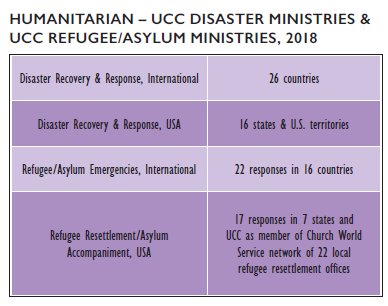 HUMANITARIAN – UCC DISASTER MINISTRIES &
UCC REFUGEE/ASYLUM MINISTRIES, 2018
Disaster Recovery & Response, International
26 countries
Disaster Recovery & Response, USA
16 states & U.S. territories
Refugee/Asylum Emergencies, International
22 responses in 16 countries
Refugee Resettlement/Asylum
Accompaniment, USA
17 responses in 7 states and
UCC as member of Church World
Service network of 22 local
refugee resettlement offices